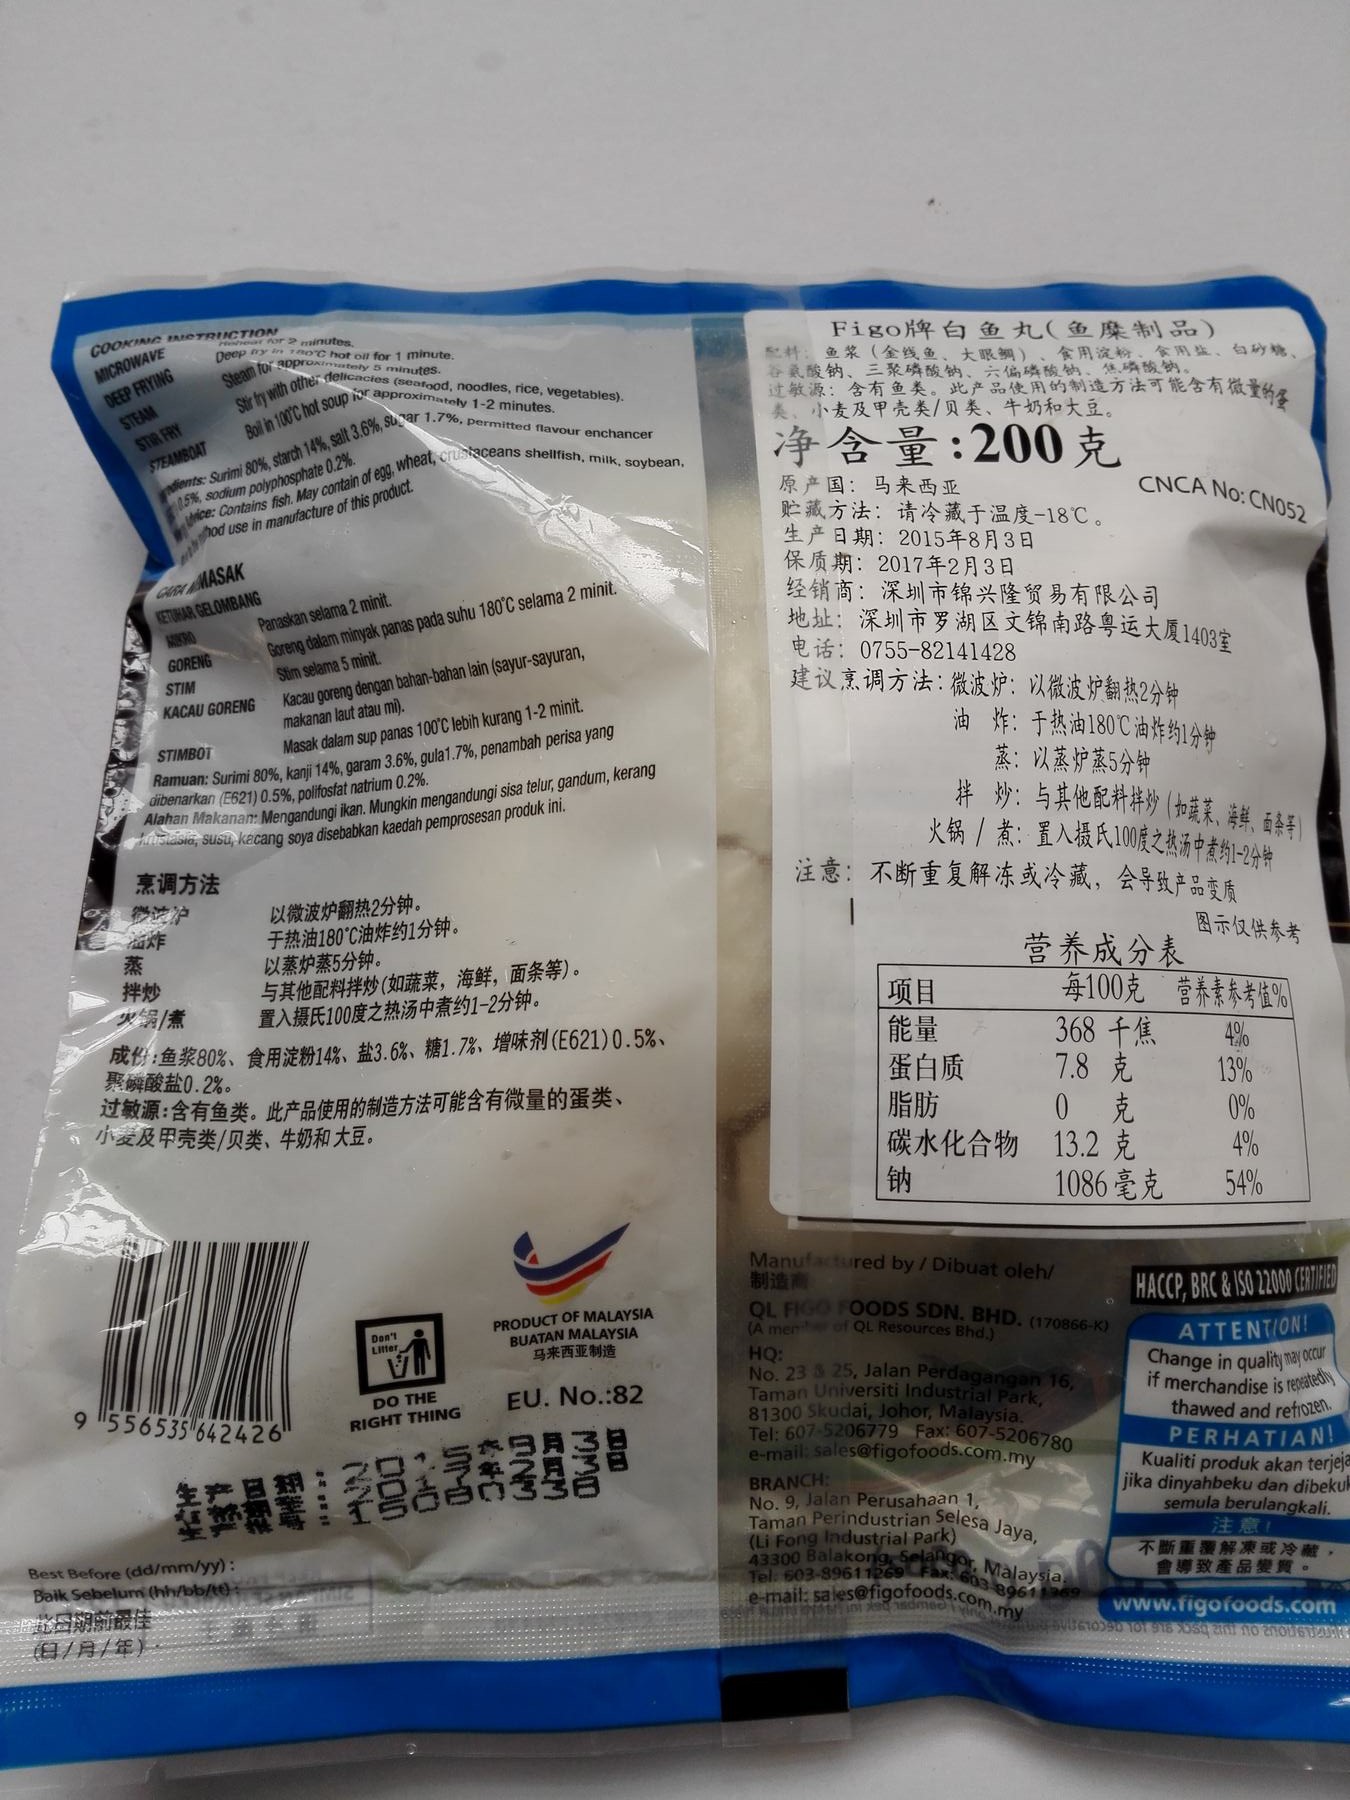 COOKING INSTRUCTION
MICROWAVE Reheat for 2 minutes.
DEEP FRYING Deep fry in 180°C hot oil for 1 minute.
STEAM Steam for approximately 5 minutes.
STIR FRY Stir fry with other delicacies (seafood, noodles, rice, vegetables).
STEAMBOAT Boil in 100°C hot soup for approximately 1-2 minutes.
Surimi 80%, starch 14%, salt 3.6%, sugar 1.7%, permitted flavour enchancer
0.5%, sodium polyphosphate 0.2%.
Contains fish. May contain of egg, wheat, crustaceans shellfish, milk, soybean,
use in manufacture of this product.
CARA MEMASAK
KETUHAR GELOMBANG
MIKRO Panaskan selama 2 minit.
GORENG Goreng dalam minyak panas pada suhu 180°C selama 2 minit.
STIM Stim selama 5 minit.
KACAU GORENG Kacau goreng dengan bahan-bahan lain (sayur-sayuran,
makanan laut atau mi).
STIMBOT Masak dalam sup panas 100°C lebih kurang 1-2 minit.
Ramuan: Surimi 80%, kanji 14%, garam 3.6%, gula1.7%, penambah perisa yang
dibenarkan (E621) 0.5%, polifosfat natrium 0.2%.
Alahan Makanan: Mengandungi ikan. Mungkin mengandungi sisa telur, gandum, kerang
krustasia, susu, kacang soya disebabkan kaedah pemprosesan produk ini.
烹调方法
微波炉 以微波炉翻热2分钟。
油炸 于热油180℃油炸约1分钟。
蒸 以蒸炉蒸5分钟。
拌炒 与其他配料拌炒(如蔬菜，海鲜，面条等)。
火锅/煮 置入摄氏100度之热汤中煮约1-2分钟。
成份:鱼浆80%、食用淀粉14%、盐3.6%、糖1.7%、增味剂(E621)0.5%、
聚磷酸盐0.2%。
过敏源:含有鱼类。此产品使用的制造方法可能含有微量的蛋类、
小麦及甲壳类/贝类、牛奶和大豆。
9 556535 642426
Don't
Litter
DO THE
RIGHT THING
PRODUCT OF MALAYSIA
BUATAN MALAYSIA
马来西亚制造
EU. No.:82
生产日期：2015年8月3日
2017年2月3日
Best Before (dd/mm/yy) :
Baik Sebelum (hh/bb/tt) :
此日期前最佳
(日/月/年) :
Figo牌白鱼丸(鱼糜制品)
配料: 鱼浆（金线鱼、大眼鲷）、食用淀粉、食用盐、白砂糖、
谷氨酸钠、三聚磷酸钠、六偏磷酸钠、焦磷酸钠。
过敏源: 含有鱼类。此产品使用的制造方法可能含有微量的蛋
类、小麦及甲壳类/贝类、牛奶和大豆。
净含量:200克
原产国: 马来西亚
CNCA No: CN052
贮藏方法: 请冷藏于温度-18℃。
生产日期: 2015年8月3日
保质期: 2017年2月3日
经销商: 深圳市锦兴隆贸易有限公司
地址: 深圳市罗湖区文锦南路粤运大厦1403室
电话: 0755-82141428
建议烹调方法: 微波炉: 以微波炉翻热2分钟
油 炸: 于热油180℃油炸约1分钟
蒸: 以蒸炉蒸5分钟
拌 炒: 与其他配料拌炒 (如蔬菜、海鲜、面条等)
火锅 / 煮: 置入摄氏100度之热汤中煮约1-2分钟
注意: 不断重复解冻或冷藏，会导致产品变质
图示仅供参考
营养成分表
项目 每100克 营养素参考值%
能量 368 千焦 4%
蛋白质 7.8 克 13%
脂肪 0 克 0%
碳水化合物 13.2 克 4%
钠 1086 毫克 54%
Manufactured by / Dibuat oleh/
制造商
QL FIGO FOODS SDN. BHD. (170866-K)
(A member of QL Resources Bhd.)
HQ:
No. 23 & 25, Jalan Perdagangan 16,
Taman Universiti Industrial Park,
81300 Skudai, Johor, Malaysia.
Tel: 607-5206779 Fax: 607-5206780
e-mail: sales@figofoods.com.my
BRANCH:
No. 9, Jalan Perusahaan 1,
Taman Perindustrian Selesa Jaya,
(Li Fong Industrial Park)
43300 Balakong, Selangor, Malaysia.
Tel: 603-89611269 Fax: 603-89611369
e-mail: sales@figofoods.com.my
HACCP, BRC & ISO 22000 CERTIFIED
ATTENTION!
Change in quality may occur
if merchandise is repeatedly
thawed and refrozen.
PERHATIAN!
Kualiti produk akan terjeja
jika dinyahbeku dan dibekuk
semula berulangkali.
注意!
不斷重覆解凍或冷藏，
會導致產品變質。
www.figofoods.com